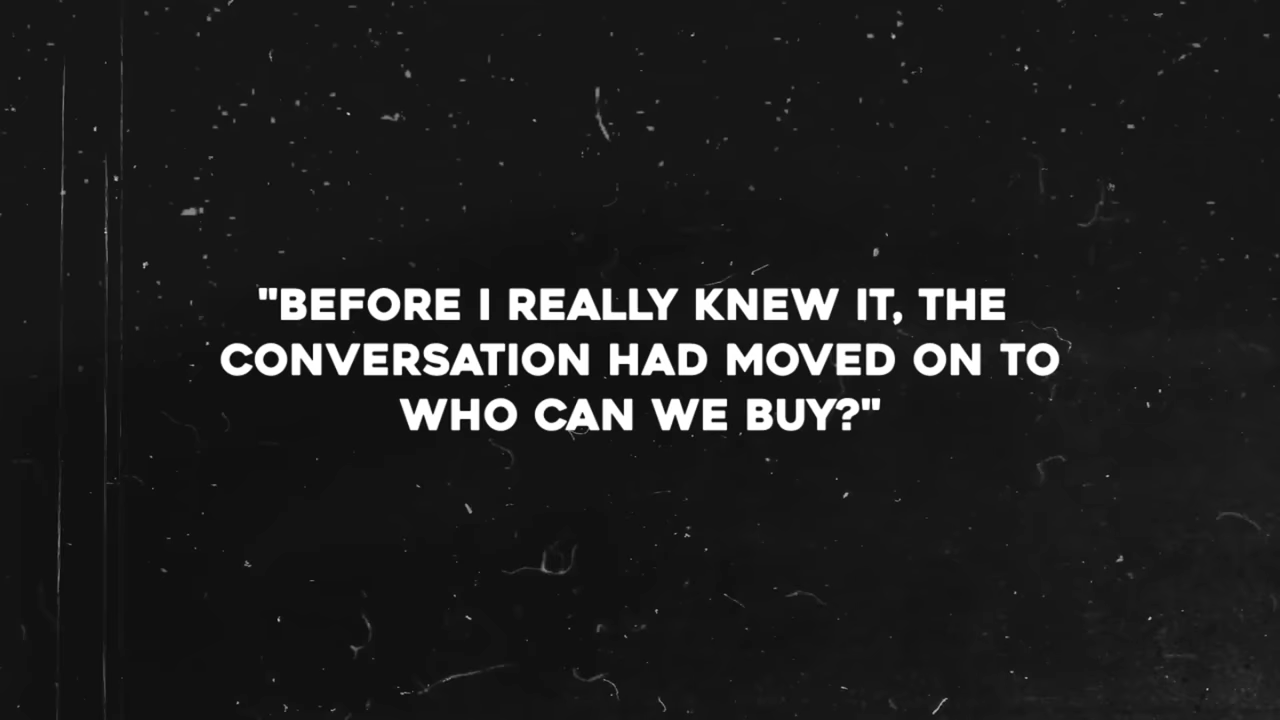 "BEFORE I REALLY KNEW IT, THE
CONVERSATION HAD MOVED ON TO
WHO CAN WE BUY?"